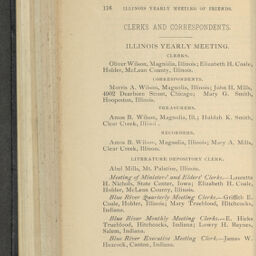 116 ILLINOIS YEARLY MEETING OF FRIENDS.
CLERKS AND CORRESPONDENTS.
ILLINOIS YEARLY MEETING.
CLERKS.
Oliver Wilson, Magnolia, Illinois; Elizabeth H. Coale,
Holder, McLean County, Illinois.
CORRESPONDENTS.
Morris A. Wilson, Magnolia, Illinois; John H. Mills,
4002 Dearborn Street, Chicago; Mary G. Smith,
Hoopeston, Illinois.
TREASURERS.
Amos B. Wilson, Magnolia, Ill.; Huldah K. Smith,
Clear Creek, Illinois.
RECORDERS.
Amos B. Wilson, Magnolia, Illinois; Mary A. Mills,
Clear Creek, Illinois.
LITERATURE DEPOSITORY CLERK.
Abel Mills, Mt. Palatine, Illinois.
Meeting of Ministers' and Elders' Clerks.—Lauretta
H. Nichols, State Center, Iowa; Elizabeth H. Coale,
Holder, McLean County, Illinois.
Blue River Quarterly Meeting Clerks.—Griffith E.
Coale, Holder, Illinois; Mary Trueblood, Hitchcocks,
Indiana.
Blue River Monthly Meeting Clerks.—E. Hicks
Trueblood, Hitchcocks, Indiana; Lowry H. Baynes,
Salem, Indiana.
Blue River Executive Meeting Clerk.—James W.
Heacock, Canton, Indiana.